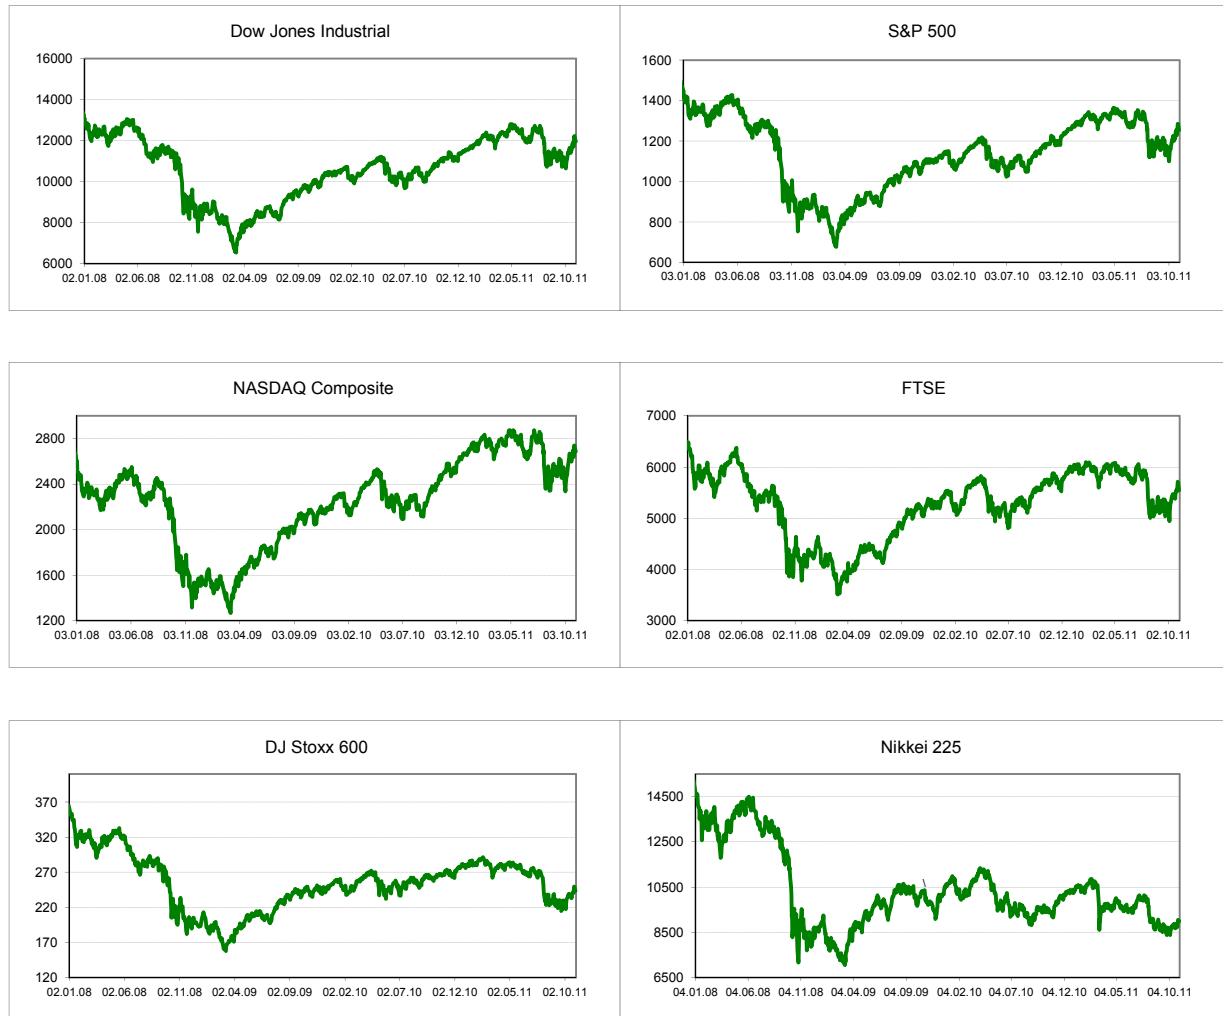 Dow Jones Industrial
16000
14000
12000
10000
8000
6000
02.01.08 02.06.08 02.11.08 02.04.09 02.09.09 02.02.10 02.07.10 02.12.10 02.05.11 02.10.11
S&P 500
1600
1400
1200
1000
800
600
03.01.08 03.06.08 03.11.08 03.04.09 03.09.09 03.02.10 03.07.10 03.12.10 03.05.11 03.10.11
NASDAQ Composite
2800
2400
2000
1600
1200
03.01.08 03.06.08 03.11.08 03.04.09 03.09.09 03.02.10 03.07.10 03.12.10 03.05.11 03.10.11
FTSE
7000
6000
5000
4000
3000
02.01.08 02.06.08 02.11.08 02.04.09 02.09.09 02.02.10 02.07.10 02.12.10 02.05.11 02.10.11
DJ Stoxx 600
370
320
270
220
170
120
02.01.08 02.06.08 02.11.08 02.04.09 02.09.09 02.02.10 02.07.10 02.12.10 02.05.11 02.10.11
Nikkei 225
14500
12500
10500
8500
6500
04.01.08 04.06.08 04.11.08 04.04.09 04.09.09 04.02.10 04.07.10 04.12.10 04.05.11 04.10.11